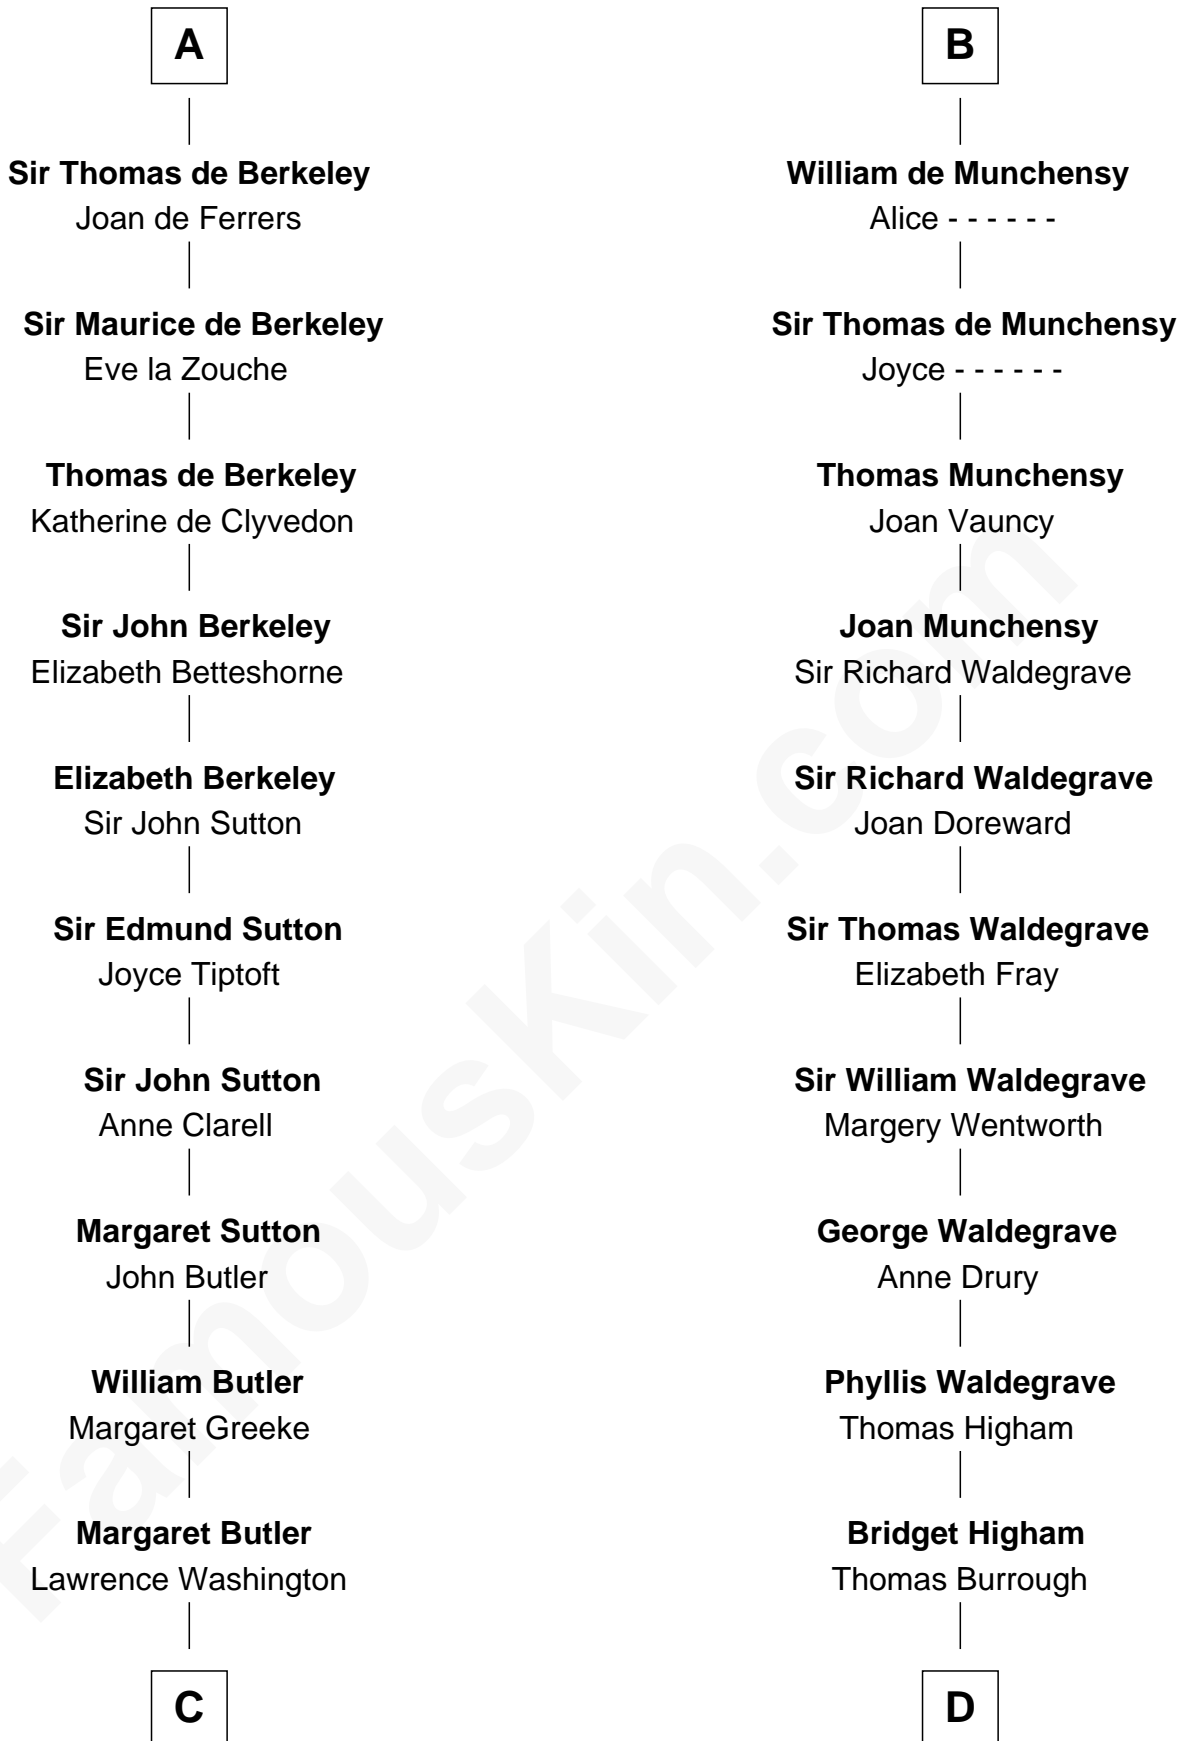 A
Sir Thomas de Berkeley
Joan de Ferrers
Sir Maurice de Berkeley
Eve la Zouche
Thomas de Berkeley
Katherine de Clyvedon
Sir John Berkeley
Elizabeth Betteshorne
Elizabeth Berkeley
Sir John Sutton
Sir Edmund Sutton
Joyce Tiptoft
Sir John Sutton
Anne Clarell
Margaret Sutton
John Butler
William Butler
Margaret Greeke
Margaret Butler
Lawrence Washington
C
B
William de Munchensy
Alice - - - - - -
Sir Thomas de Munchensy
Joyce - - - - - -
Thomas Munchensy
Joan Vauncy
Joan Munchensy
Sir Richard Waldegrave
Sir Richard Waldegrave
Joan Doreward
Sir Thomas Waldegrave
Elizabeth Fray
Sir William Waldegrave
Margery Wentworth
George Waldegrave
Anne Drury
Phyllis Waldegrave
Thomas Higham
Bridget Higham
Thomas Burrough
D
FamousKin.com